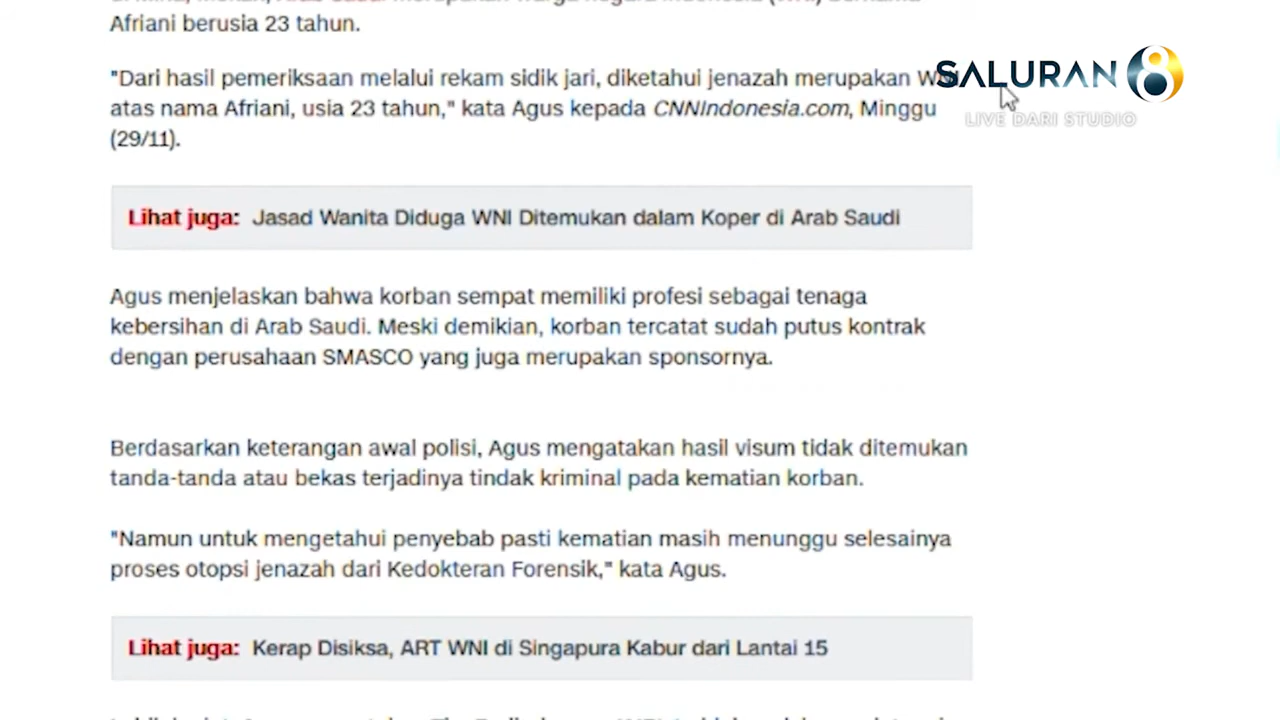 Afriani berusia 23 tahun.
"Dari hasil pemeriksaan melalui rekam sidik jari, diketahui jenazah merupakan WNI
atas nama Afriani, usia 23 tahun," kata Agus kepada CNNIndonesia.com, Minggu
(29/11).
SALURAN 8
LIVE DARI STUDIO
Lihat juga: Jasad Wanita Diduga WNI Ditemukan dalam Koper di Arab Saudi
Agus menjelaskan bahwa korban sempat memiliki profesi sebagai tenaga
kebersihan di Arab Saudi. Meski demikian, korban tercatat sudah putus kontrak
dengan perusahaan SMASCO yang juga merupakan sponsornya.
Berdasarkan keterangan awal polisi, Agus mengatakan hasil visum tidak ditemukan
tanda-tanda atau bekas terjadinya tindak kriminal pada kematian korban.
"Namun untuk mengetahui penyebab pasti kematian masih menunggu selesainya
proses otopsi jenazah dari Kedokteran Forensik," kata Agus.
Lihat juga: Kerap Disiksa, ART WNI di Singapura Kabur dari Lantai 15